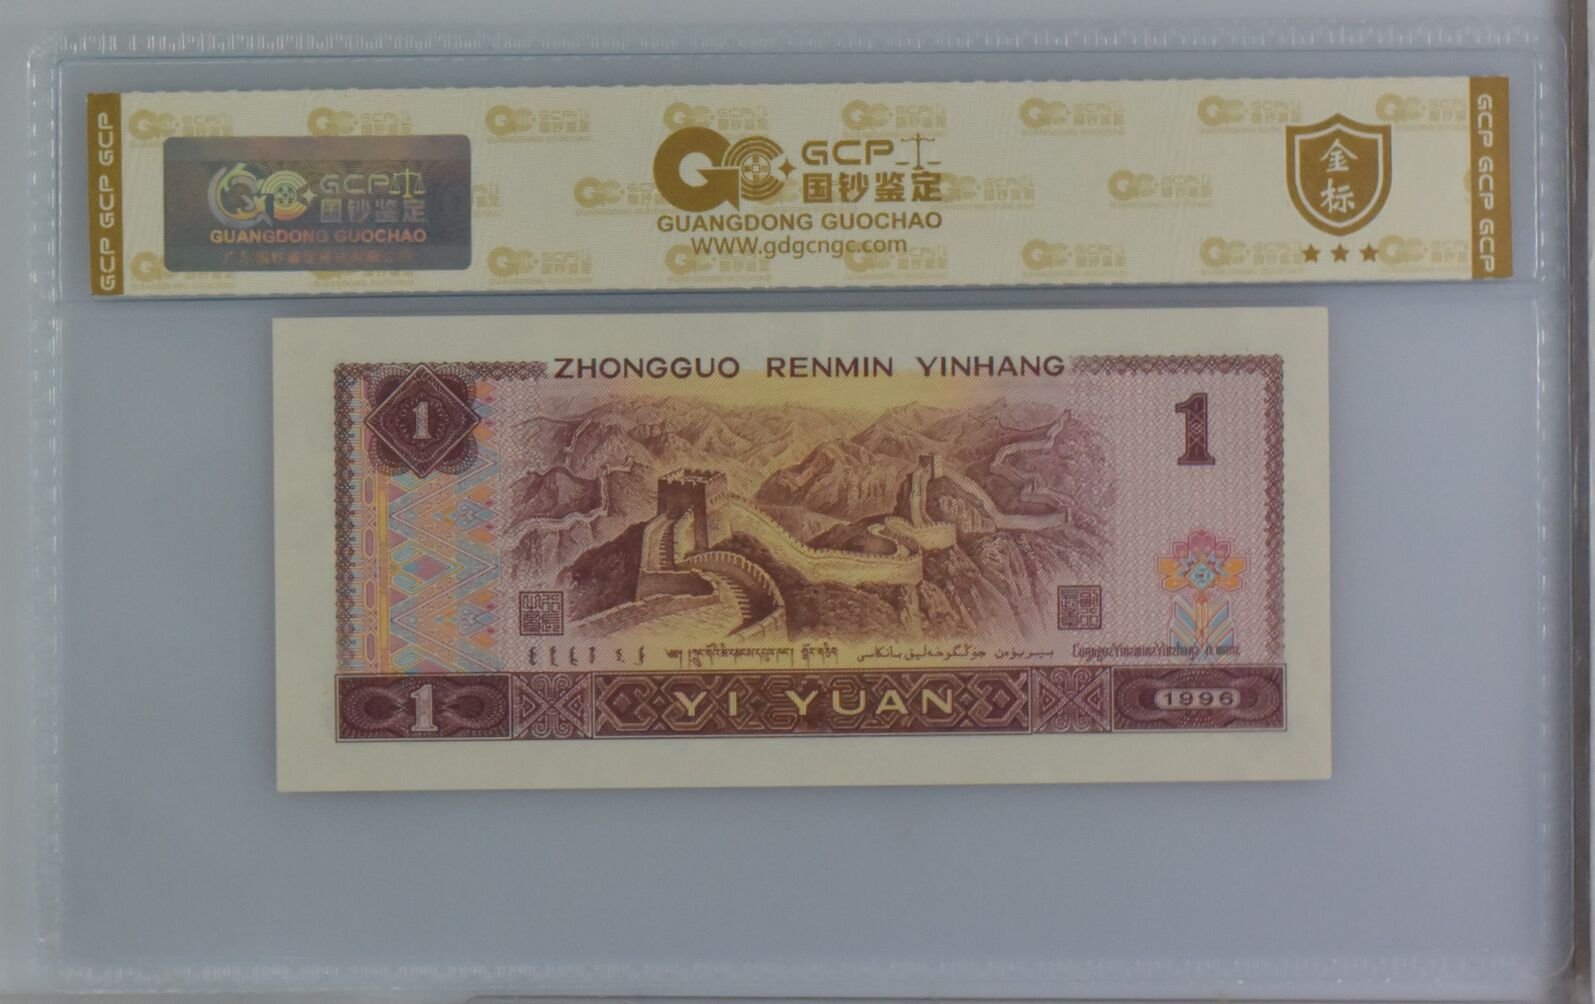 GCP GCP GCP
GCP
国钞鉴定
GUANGDONG GUOCHAO
GCP
国钞鉴定
GUANGDONG GUOCHAO
WWW.gdgcngc.com
金
标
GCP GCP GCP
ZHONGGUO RENMIN YINHANG
1
1
1
YI YUAN
1996